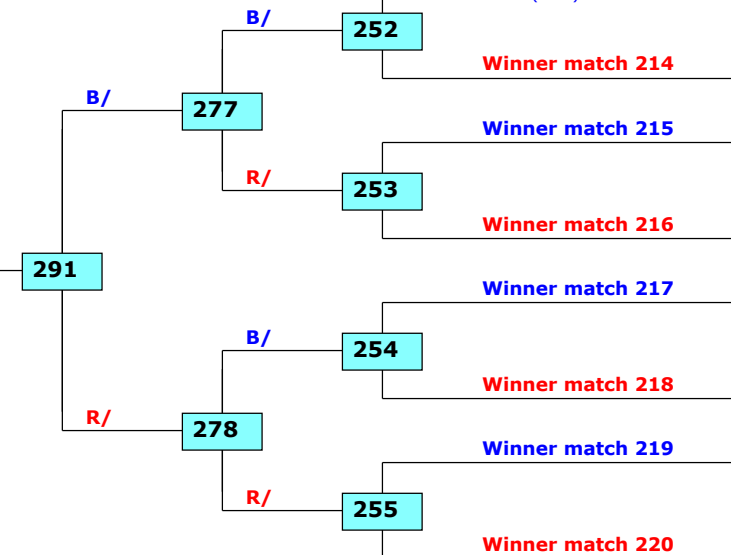 B/
252
Winner match 214
B/
277
Winner match 215
R/
253
Winner match 216
291
Winner match 217
B/
254
Winner match 218
R/
278
Winner match 219
R/
255
Winner match 220